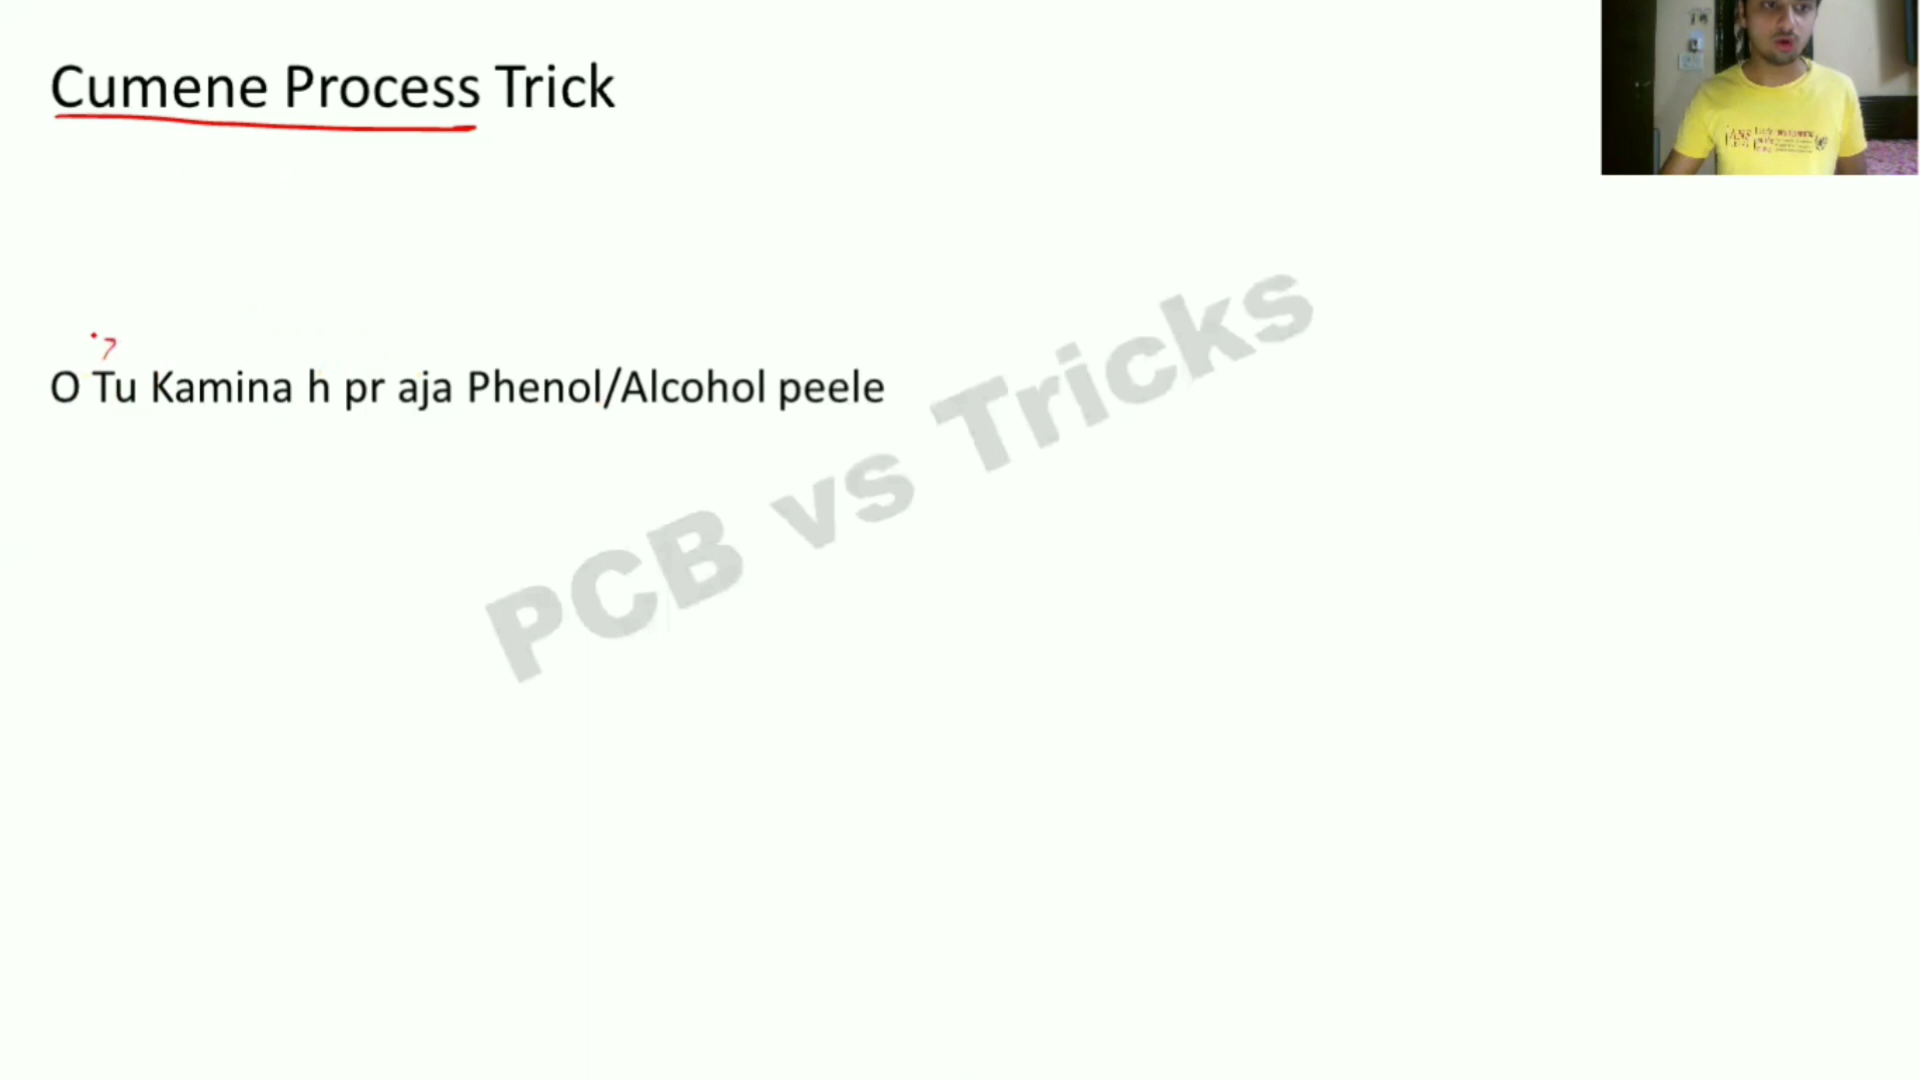 Cumene Process Trick
O Tu Kamina h pr aja Phenol/Alcohol peele
PCB vs Tricks